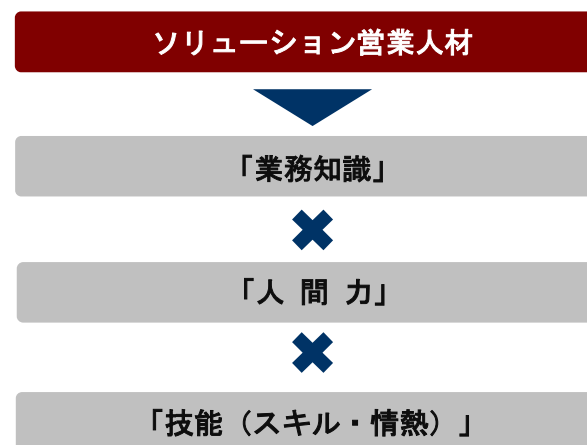 ソリューション営業人材
「業務知識」
「人 間 力」
「技能（スキル・情熱）」